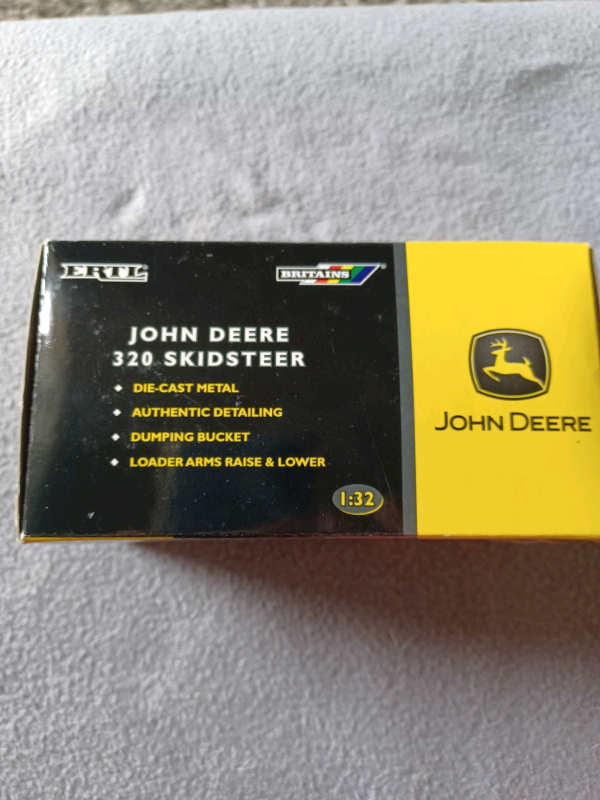 ERTL
BRITAINS®
JOHN DEERE
320 SKIDSTEER
DIE-CAST METAL
AUTHENTIC DETAILING
DUMPING BUCKET
LOADER ARMS RAISE & LOWER
1:32
JOHN DEERE